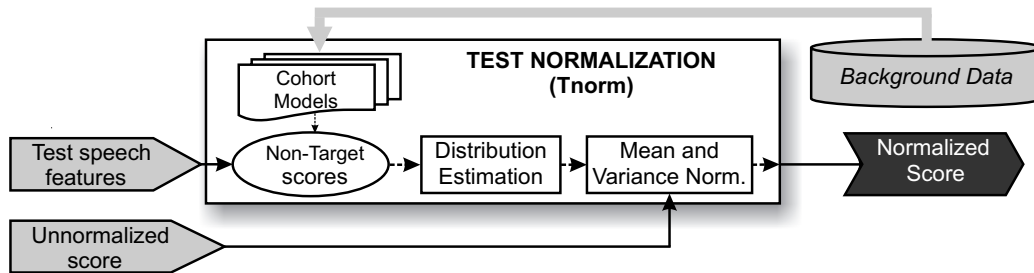 TEST NORMALIZATION
(Tnorm)
Cohort
Models
Background Data
Test speech
features
Non-Target
scores
Distribution
Estimation
Mean and
Variance Norm.
Normalized
Score
Unnormalized
score